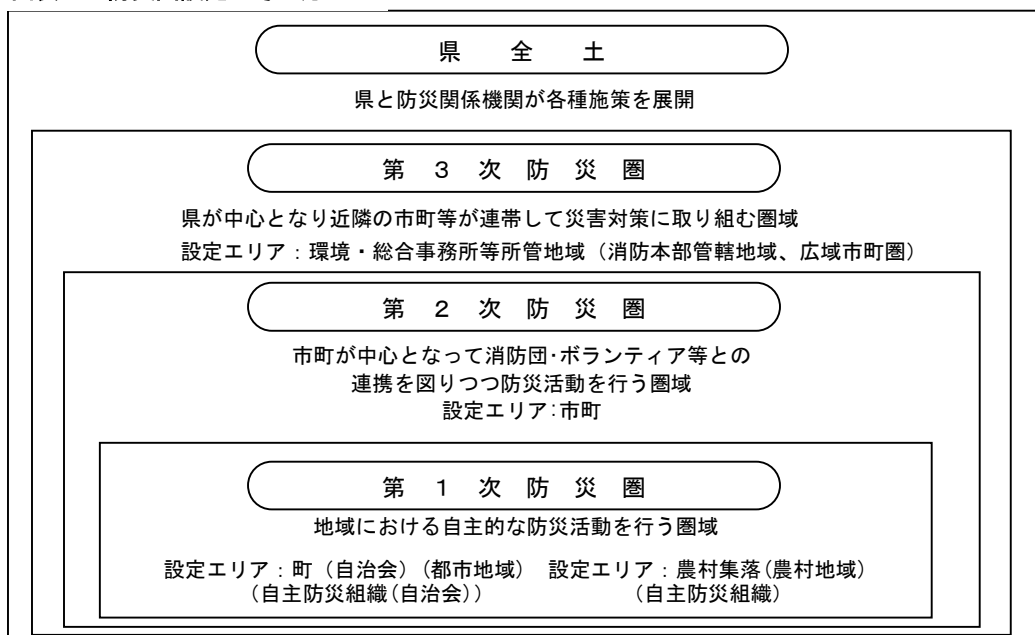 県全土
県と防災関係機関が各種施策を展開
第３次防災圏
県が中心となり近隣の市町等が連帯して災害対策に取り組む圏域
設定エリア：環境・総合事務所等所管地域（消防本部管轄地域、広域市町圏）
第２次防災圏
市町が中心となって消防団･ボランティア等との
連携を図りつつ防災活動を行う圏域
設定エリア:市町
第１次防災圏
地域における自主的な防災活動を行う圏域
設定エリア：町（自治会）（都市地域） 設定エリア：農村集落(農村地域)
（自主防災組織(自治会)） （自主防災組織）